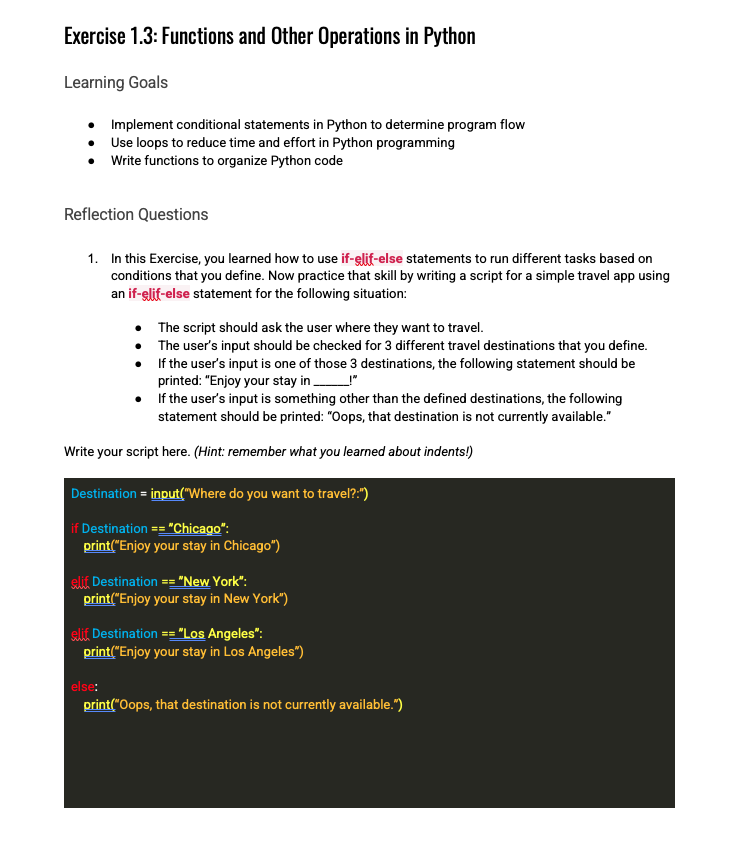 Exercise 1.3: Functions and Other Operations in Python
Learning Goals
● Implement conditional statements in Python to determine program flow
● Use loops to reduce time and effort in Python programming
● Write functions to organize Python code
Reflection Questions
1. In this Exercise, you learned how to use if-elif-else statements to run different tasks based on
conditions that you define. Now practice that skill by writing a script for a simple travel app using
an if-elif-else statement for the following situation:
● The script should ask the user where they want to travel.
● The user’s input should be checked for 3 different travel destinations that you define.
● If the user’s input is one of those 3 destinations, the following statement should be
printed: “Enjoy your stay in ______!”
● If the user’s input is something other than the defined destinations, the following
statement should be printed: “Oops, that destination is not currently available.”
Write your script here. (Hint: remember what you learned about indents!)
Destination = input(“Where do you want to travel?:”)
If Destination == ”Chicago”:
print(“Enjoy your stay in Chicago”)
elif Destination == ”New York”:
print(“Enjoy your stay in New York”)
elif Destination == ”Los Angeles”:
print(“Enjoy your stay in Los Angeles”)
else:
print(“Oops, that destination is not currently available.”)